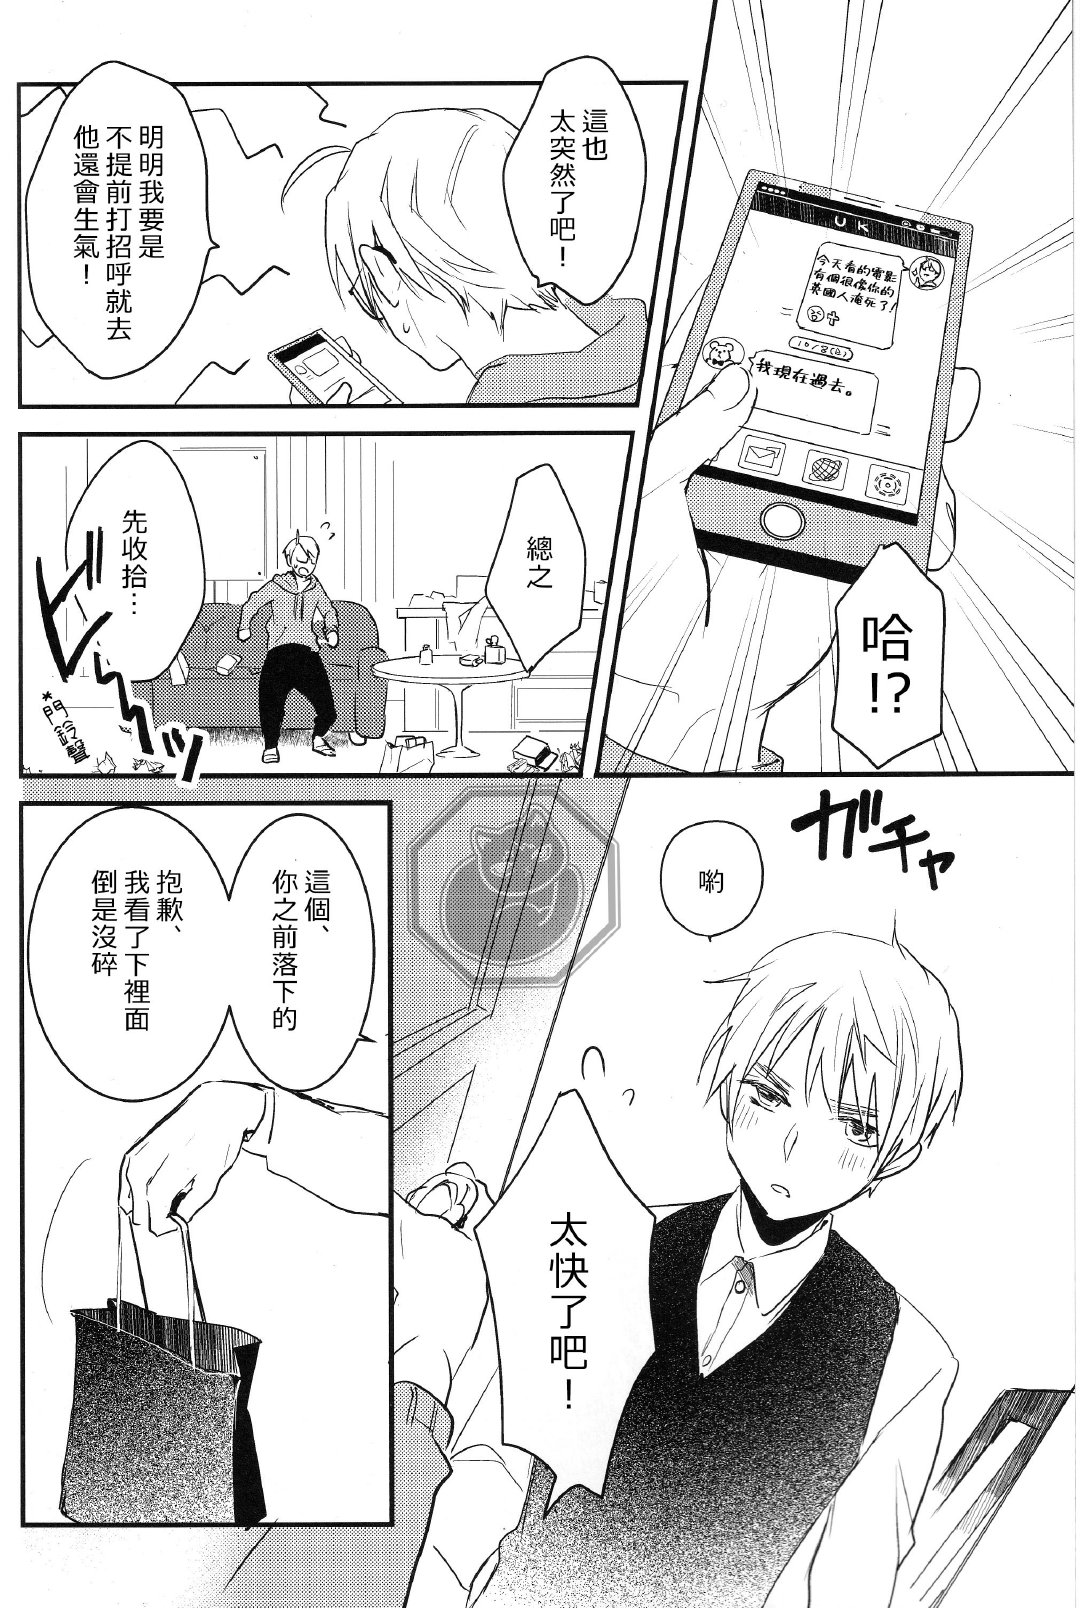 UK
今天看的電影
有個很像你的
英國人淹死了!
我現在過去。
哈!?
這也
太突然了吧!
明明我要是
不提前打招呼就去
他還會生氣!
總之
先收拾…
*門鈴聲
ガチャ
喲
太快了吧!
這個、
你之前落下的
抱歉、
我看了下裡面
倒是沒碎